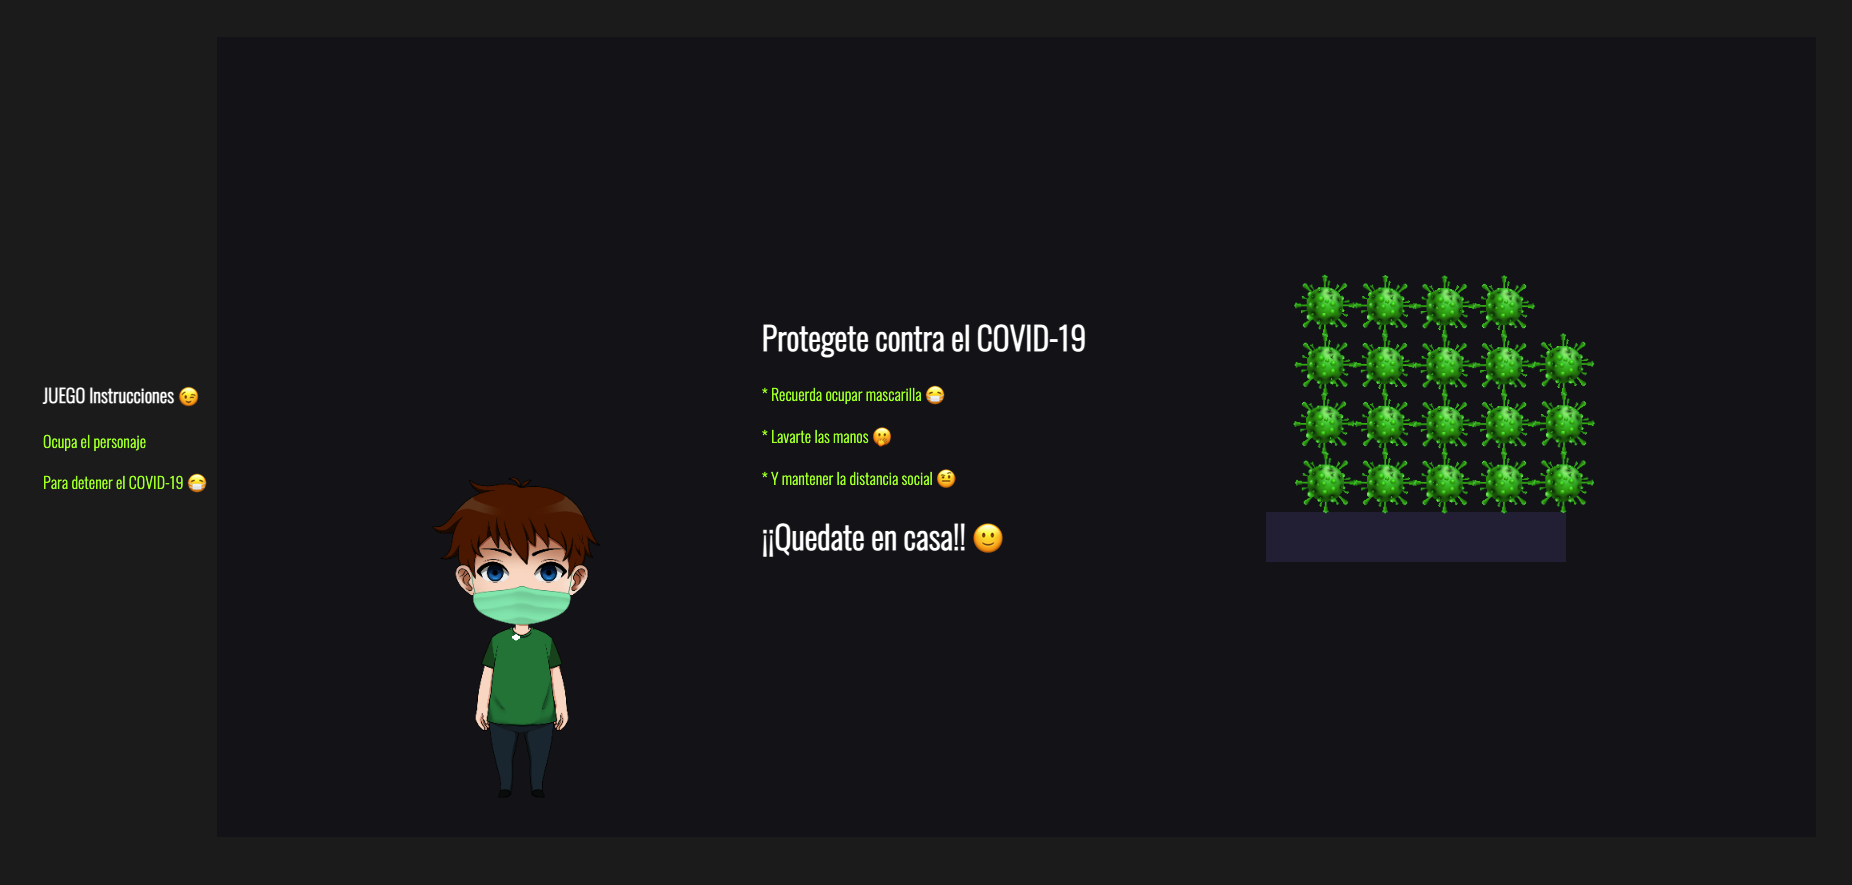 JUEGO Instrucciones 😉
Ocupa el personaje
Para detener el COVID-19 😷
Protegete contra el COVID-19
* Recuerda ocupar mascarilla 😷
* Lavarte las manos 🤭
* Y mantener la distancia social 🤨
¡¡Quedate en casa!! 🙂